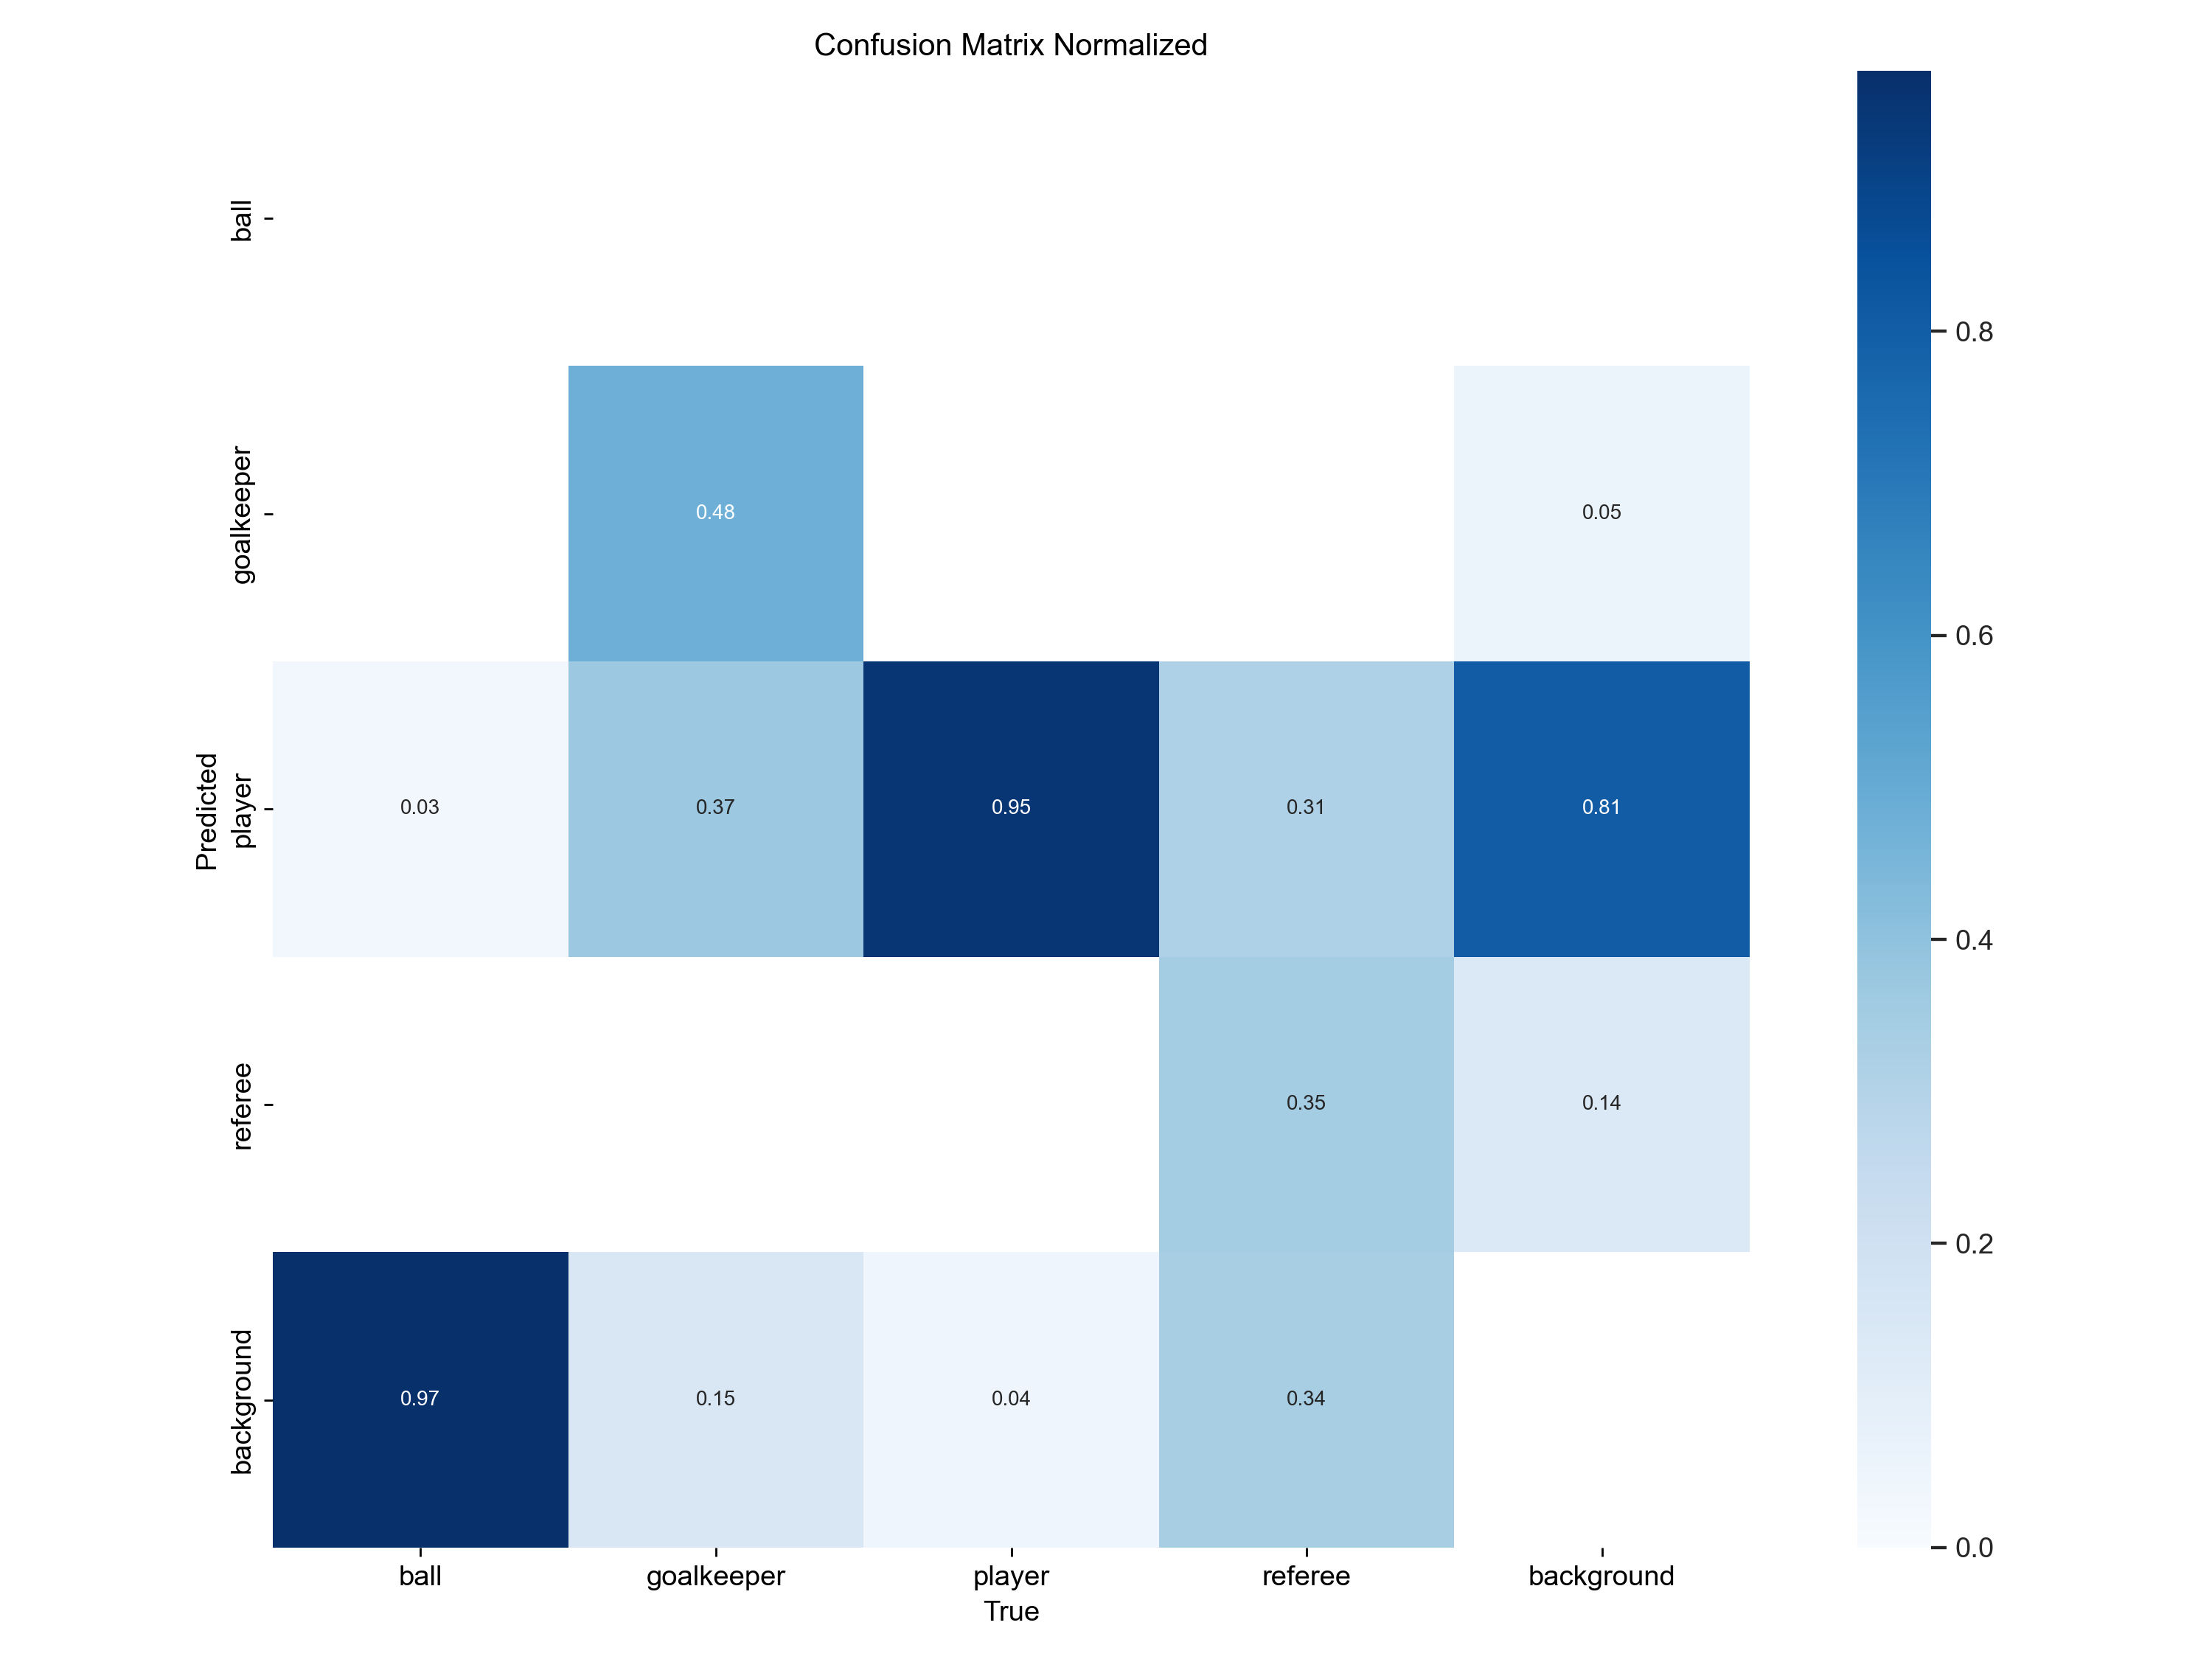 Confusion Matrix Normalized
ball
goalkeeper
player
referee
background
Predicted
0.48
0.05
0.03
0.37
0.95
0.31
0.81
0.35
0.14
0.97
0.15
0.04
0.34
ball
goalkeeper
player
referee
background
True
0.8
0.6
0.4
0.2
0.0